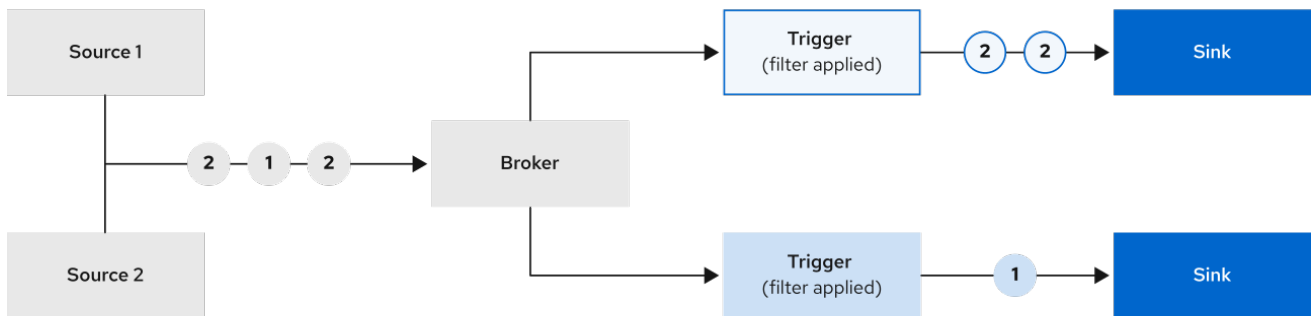 Source 1
Source 2
2 1 2
Broker
Trigger
(filter applied)
2 2
Sink
Trigger
(filter applied)
1
Sink